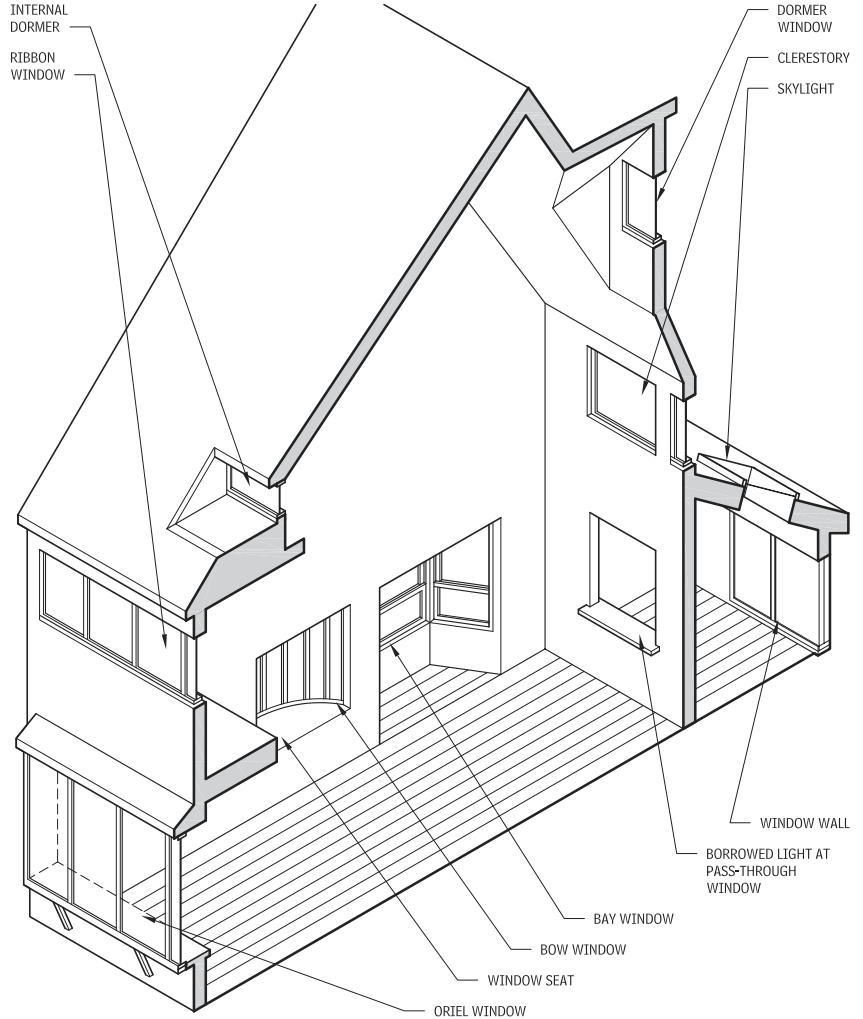 INTERNAL
DORMER
RIBBON
WINDOW
DORMER
WINDOW
CLERESTORY
SKYLIGHT
WINDOW WALL
BORROWED LIGHT AT
PASS-THROUGH
WINDOW
BAY WINDOW
BOW WINDOW
WINDOW SEAT
ORIEL WINDOW